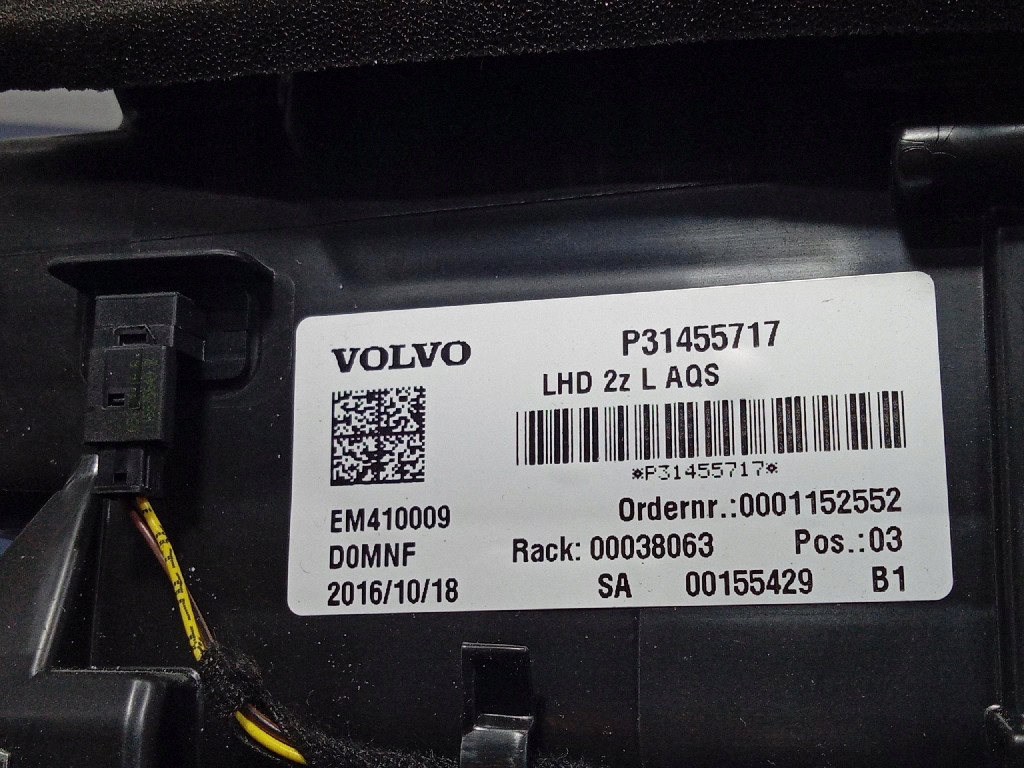 VOLVO
P31455717
LHD 2z L AQS
*P31455717*
EM410009
Ordernr.:0001152552
D0MNF
Rack: 00038063 Pos.:03
2016/10/18
SA 00155429 B1